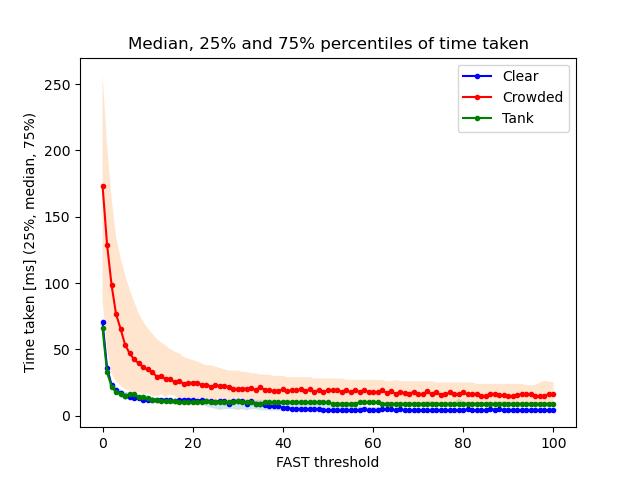 Median, 25% and 75% percentiles of time taken
Clear
Crowded
Tank
250
200
150
100
50
0
Time taken [ms] (25%, median, 75%)
0 20 40 60 80 100
FAST threshold